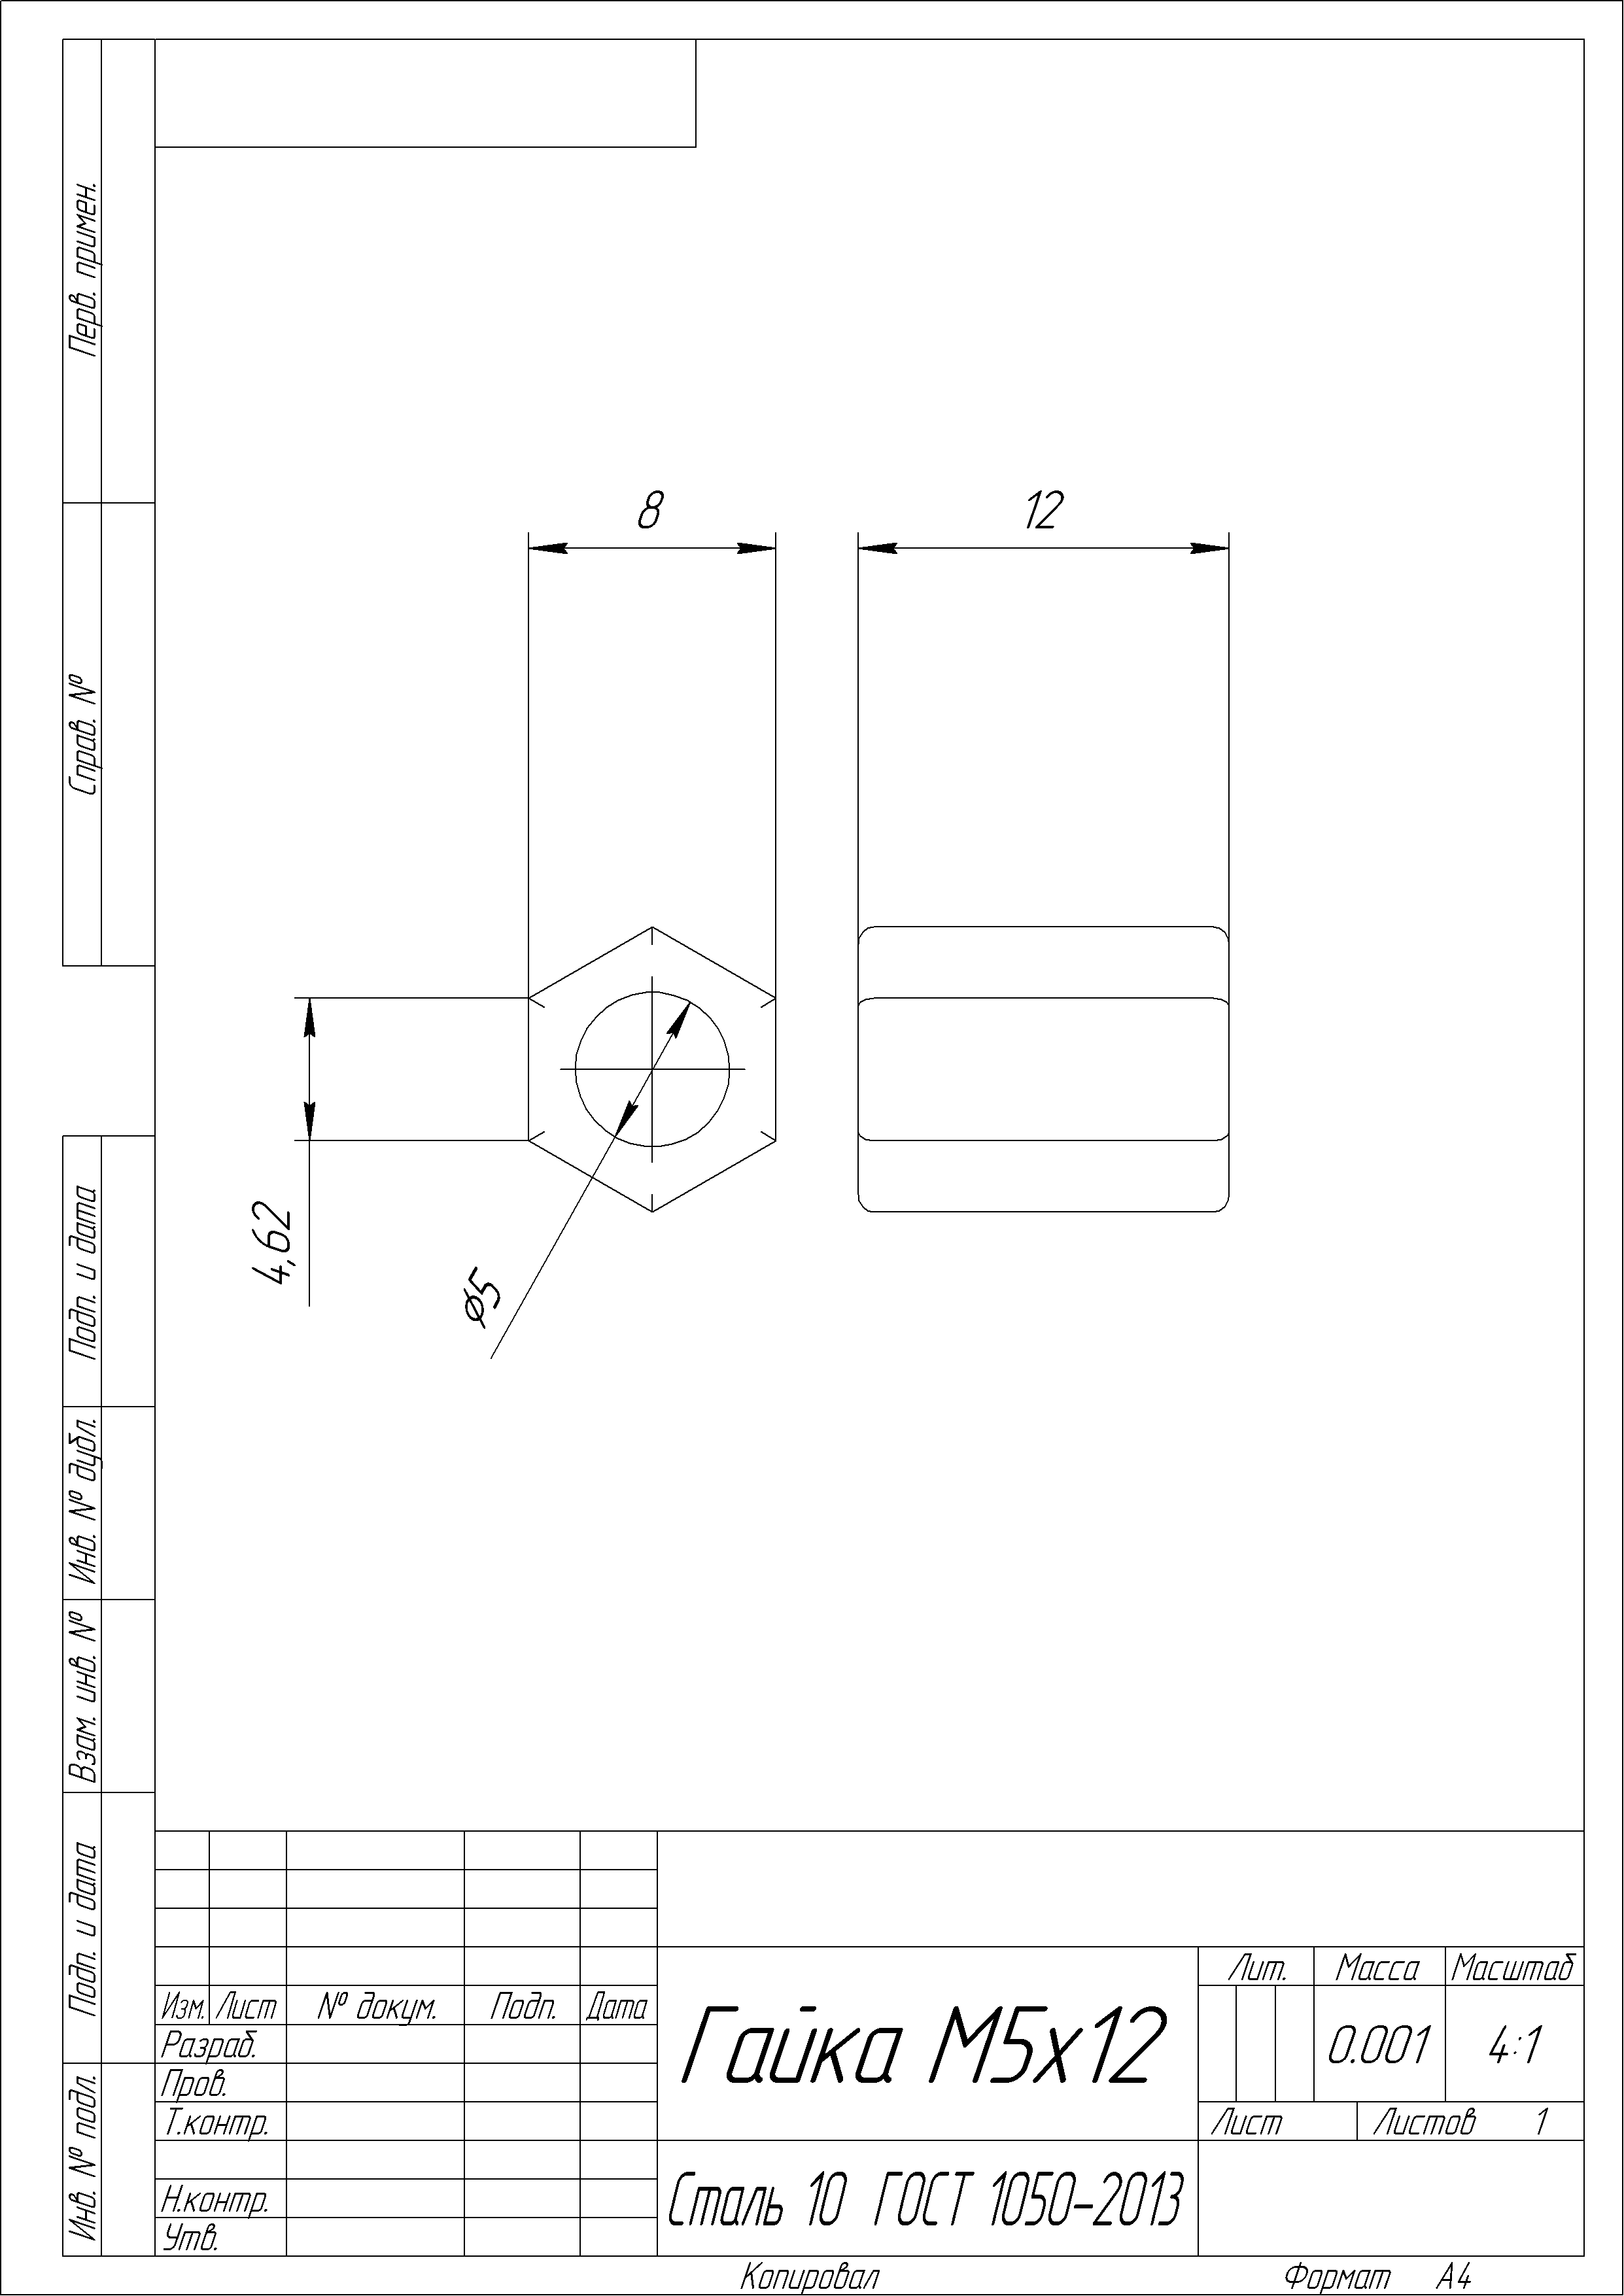 Перв. примен.
Справ. №
Подп. и дата
Инв. № дубл.
Взам. инв. №
Подп. и дата
Инв. № подл.
8
12
4,62
⌀5
Изм. Лист № докум. Подп. Дата
Разраб.
Пров.
Т.контр.
Н.контр.
Утв.
Гайка М5х12
Сталь 10 ГОСТ 1050-2013
Лит. Масса Масштаб
0.001 4:1
Лист Листов 1
Копировал Формат А4